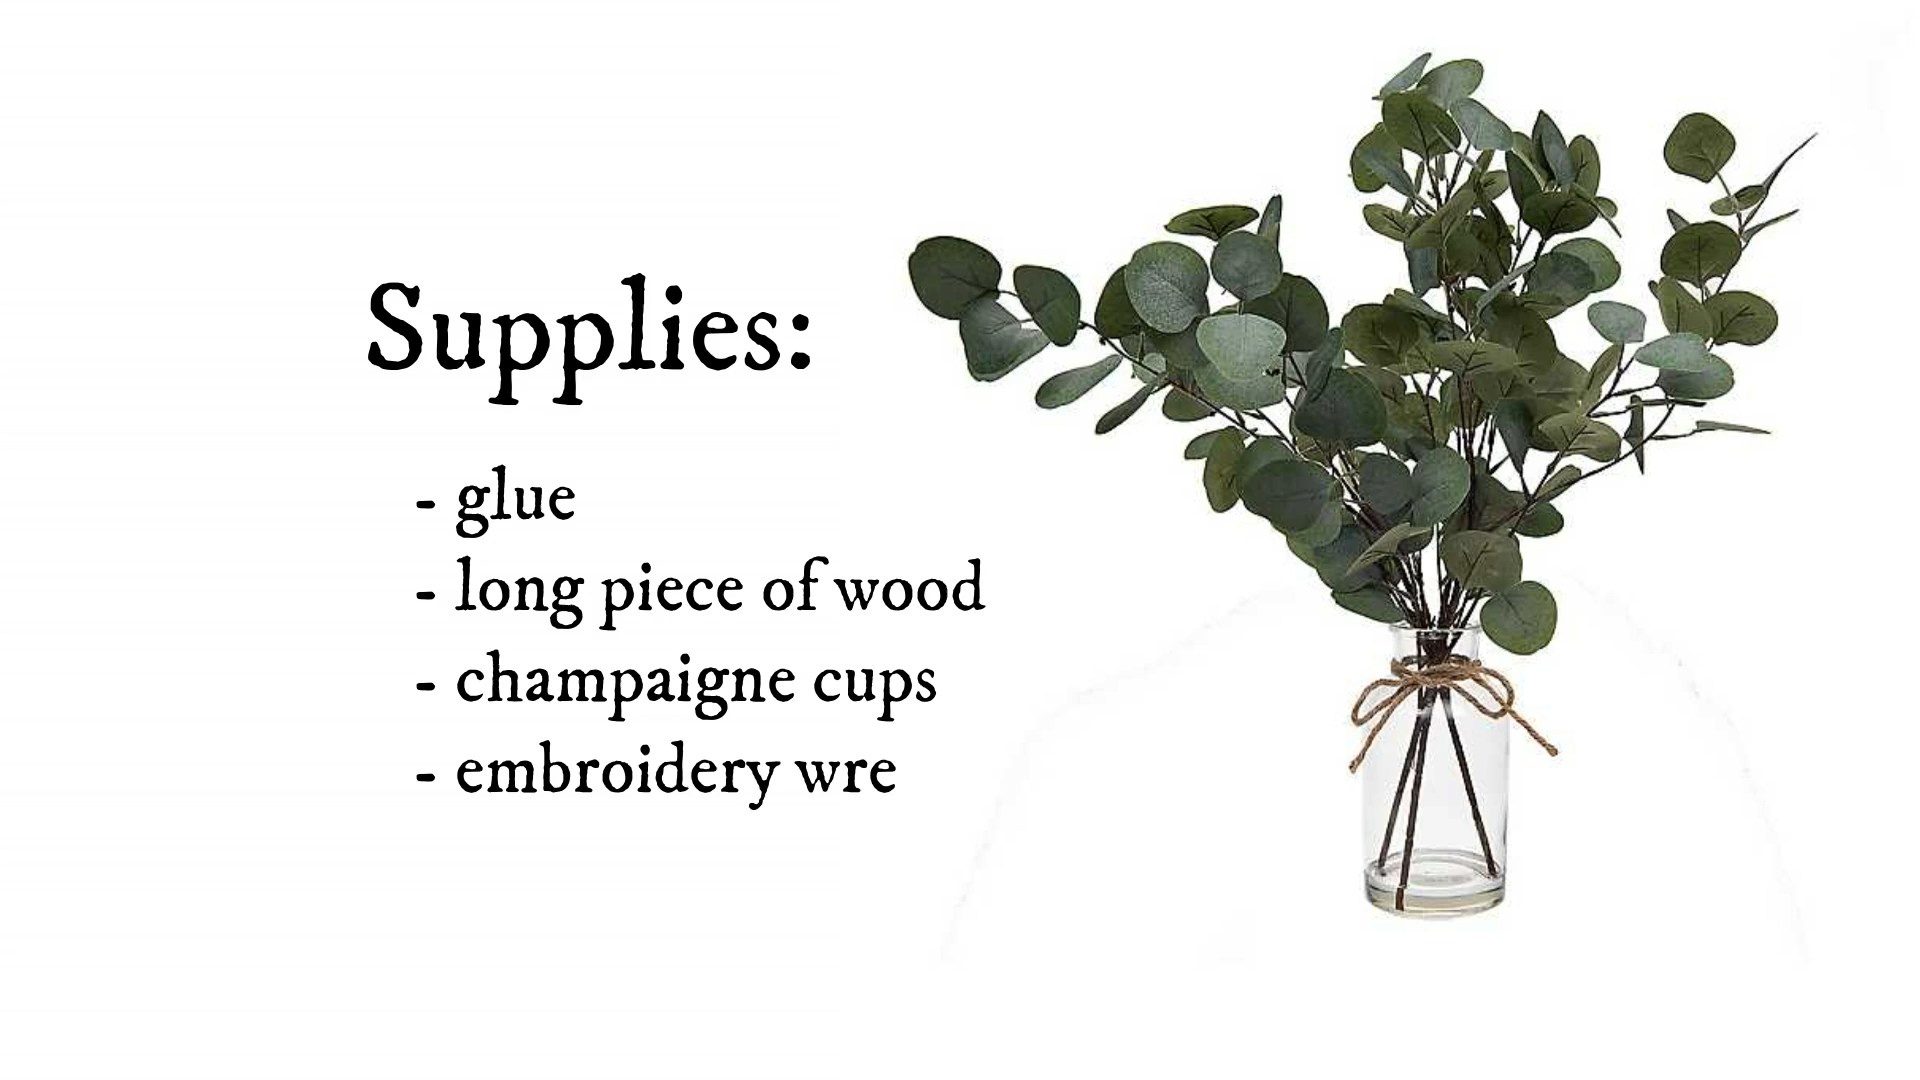 Supplies:
- glue
- long piece of wood
- champaigne cups
- embroidery wre